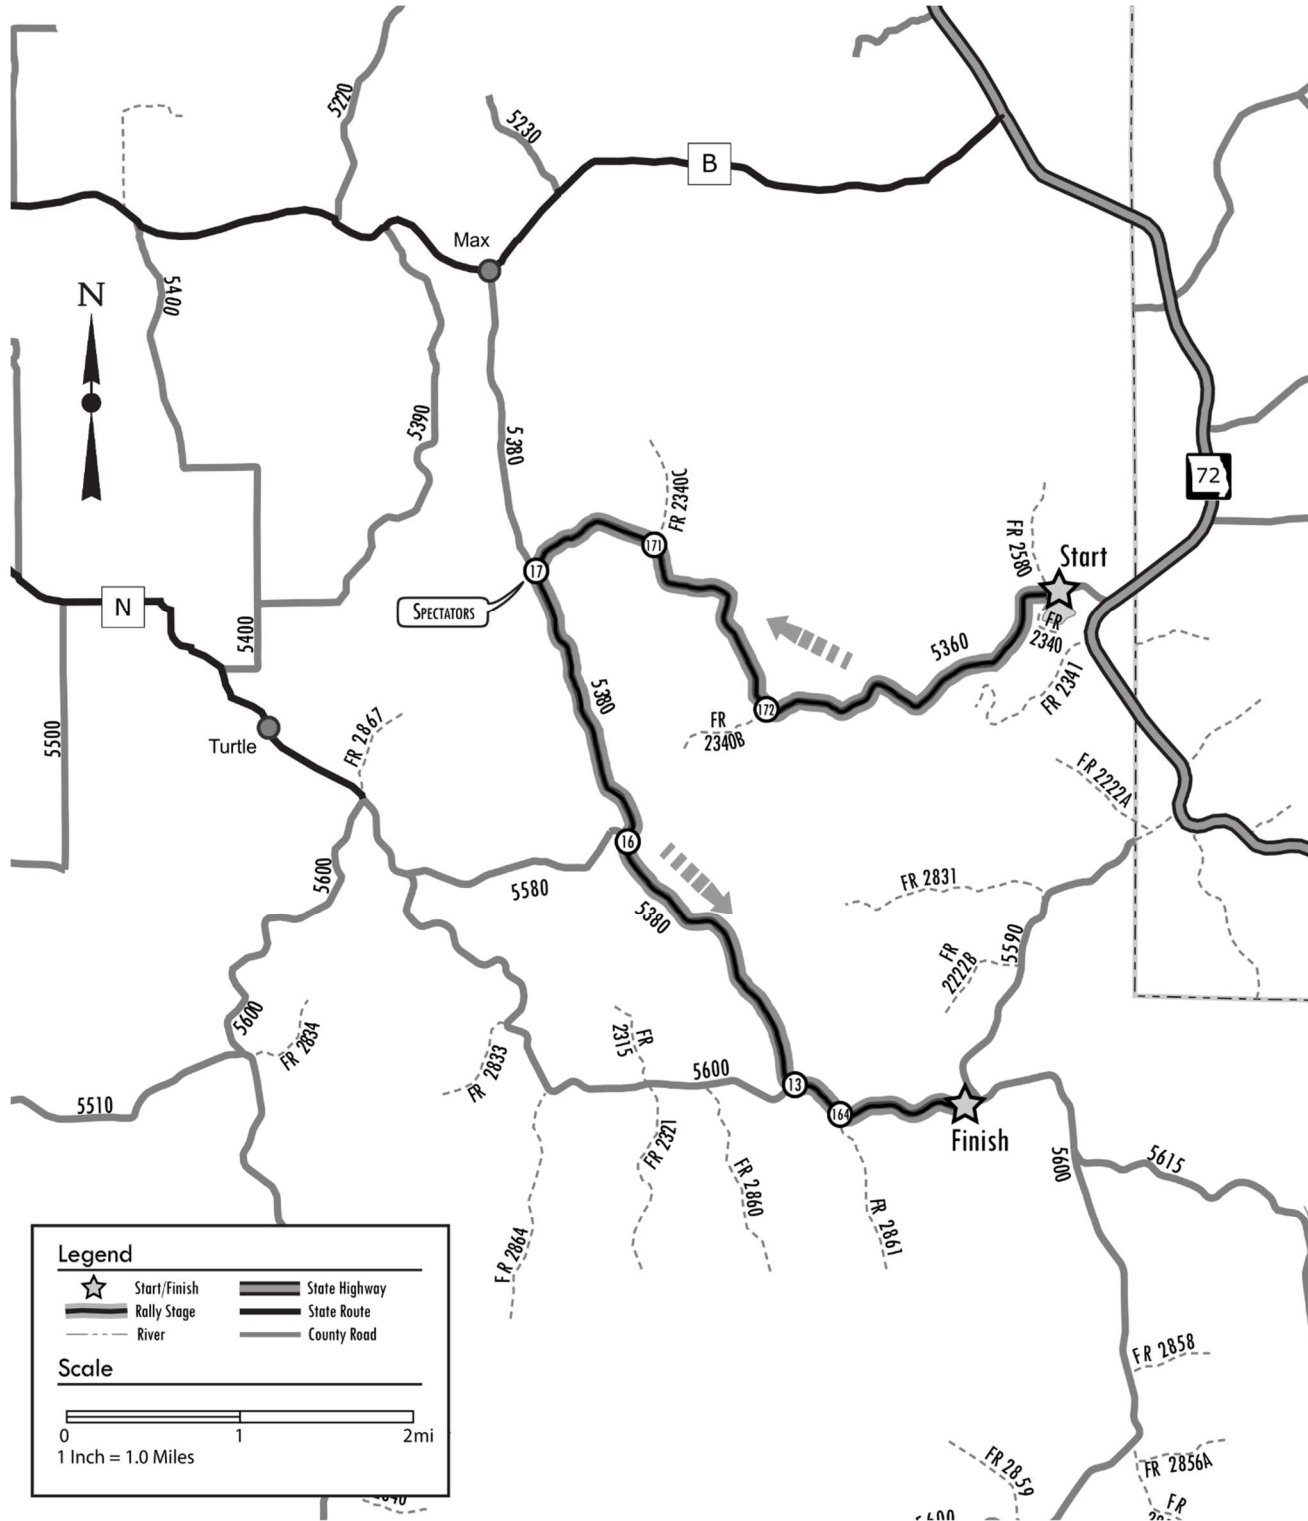 5220
5230
B
Max
5400
N
5390
5380
72
FR 2340C
FR 2580
Start
171
17
SPECTATORS
N
5400
FR
2340
5360
FR 2341
5380
172
FR
2340B
5500
Turtle
FR 2867
FR 2222A
16
5600
5580
FR 2831
5380
FR
2222B
5590
5600
FR 2834
FR
2315
FR 2833
5600
13
5510
164
Finish
FR 2321
5600
5615
FR 2860
FR 2861
FR 2864
Legend
Start/Finish
State Highway
Rally Stage
State Route
River
County Road
Scale
0
1
2mi
1 Inch = 1.0 Miles
FR 2858
FR 2859
FR 2856A
FR
5600